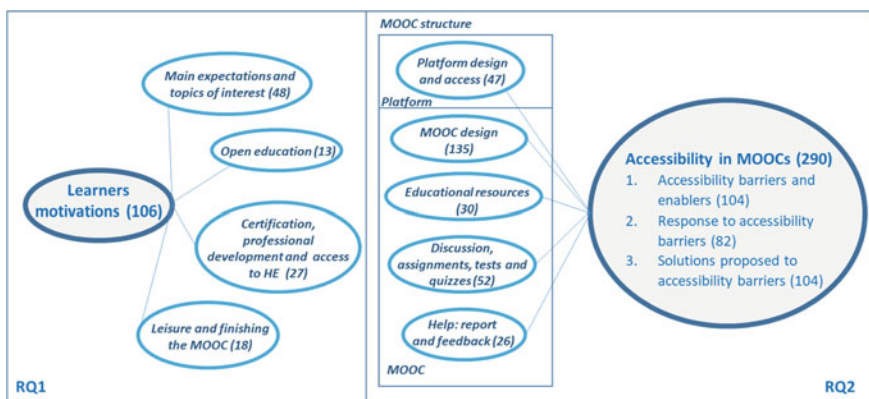 Main expectations and
topics of interest (48)
Open education (13)
Learners
motivations (106)
Certification,
professional
development and access
to HE (27)
Leisure and finishing
the MOOC (18)
RQ1
MOOC structure
Platform design
and access (47)
Platform
MOOC design
(135)
Educational resources
(30)
Discussion,
assignments, tests and
quizzes (52)
Help: report
and feedback (26)
MOOC
Accessibility in MOOCs (290)
1. Accessibility barriers and
enablers (104)
2. Response to accessibility
barriers (82)
3. Solutions proposed to
accessibility barriers (104)
RQ2